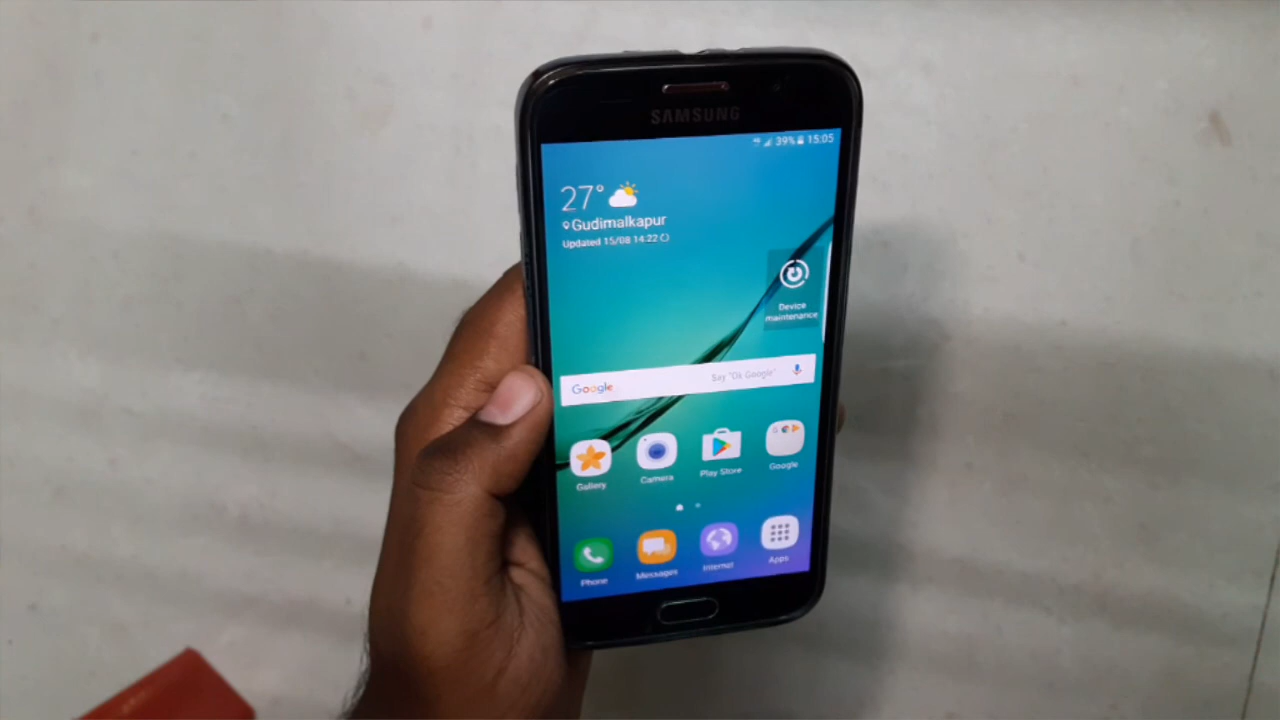 SAMSUNG
39% 15:05
27°
Gudimalkapur
Updated 15/08 14:22
Device
maintenance
Google Say "Ok Google"
Gallery Camera Play Store Google
Phone Messages Internet Apps